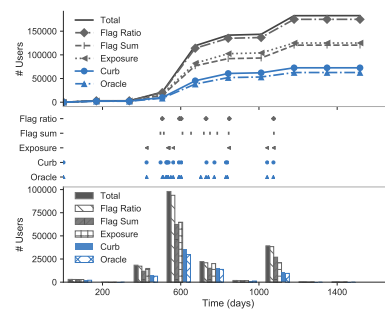 Total
Flag Ratio
Flag Sum
Exposure
Curb
Oracle
150000
100000
50000
0
# Users
Flag ratio
Flag sum
Exposure
Curb
Oracle
100000
75000
50000
25000
0
# Users
Total
Flag Ratio
Flag Sum
Exposure
Curb
Oracle
200 600 1000 1400
Time (days)